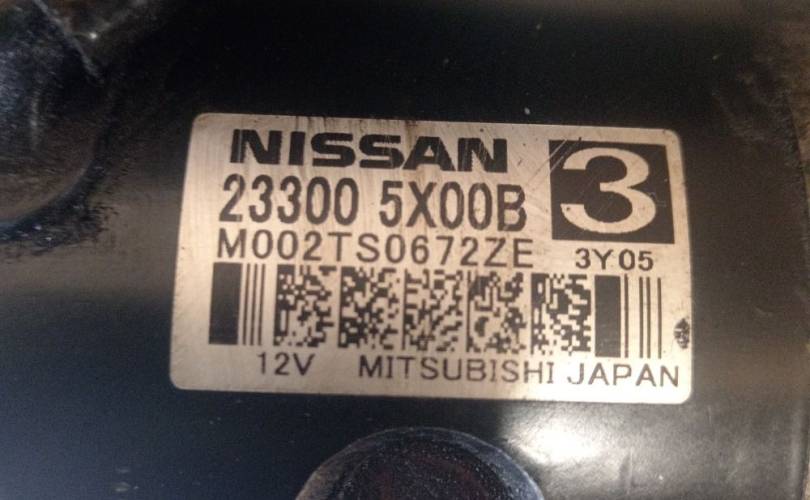 NISSAN
3
23300 5X00B
M002TS0672ZE
3Y05
12V MITSUBISHI JAPAN